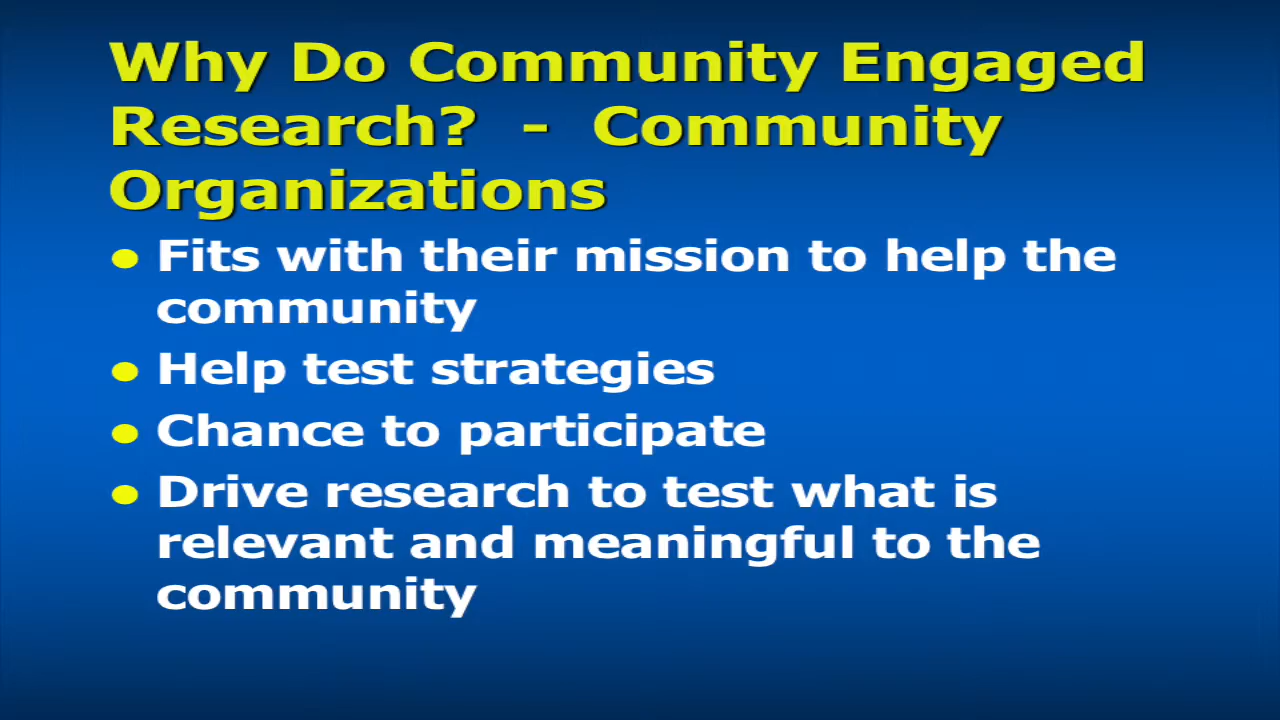 Why Do Community Engaged
Research? - Community
Organizations
Fits with their mission to help the
community
Help test strategies
Chance to participate
Drive research to test what is
relevant and meaningful to the
community